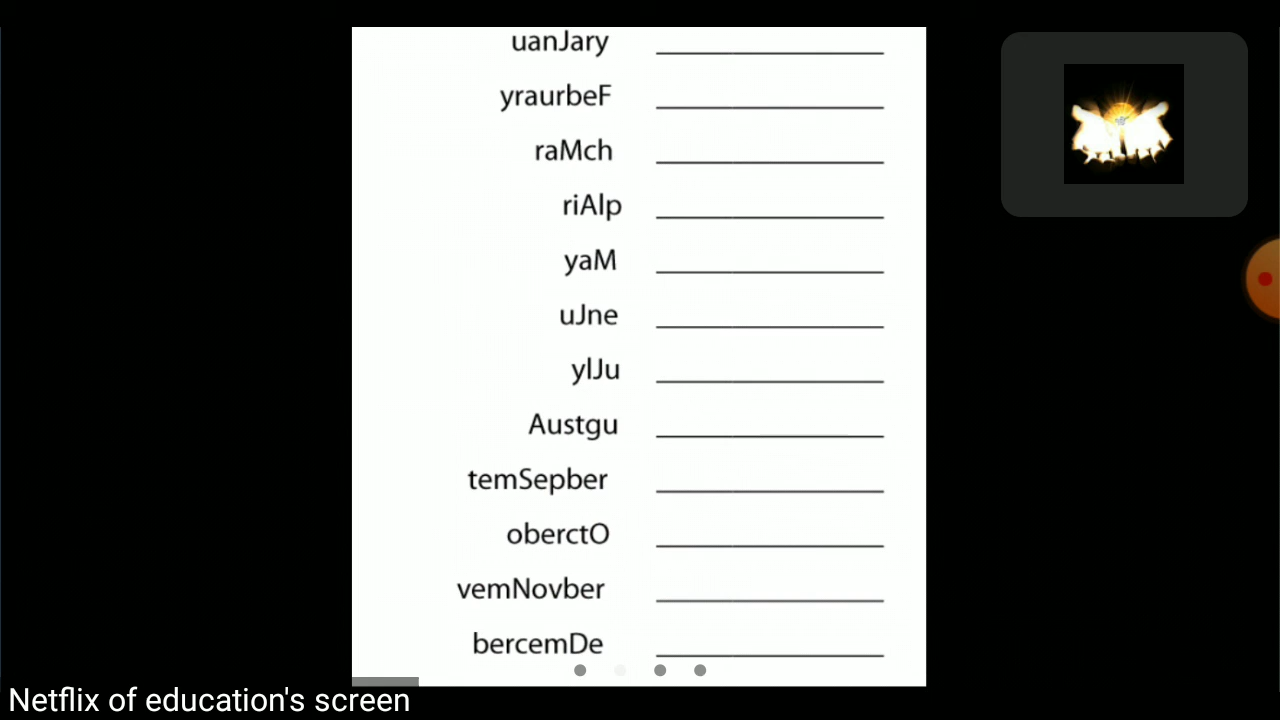 uanJary
yraurbeF
raMch
riAlp
yaM
uJne
ylJu
Austgu
temSepber
oberctO
vemNovber
bercemDe
Netflix of education's screen